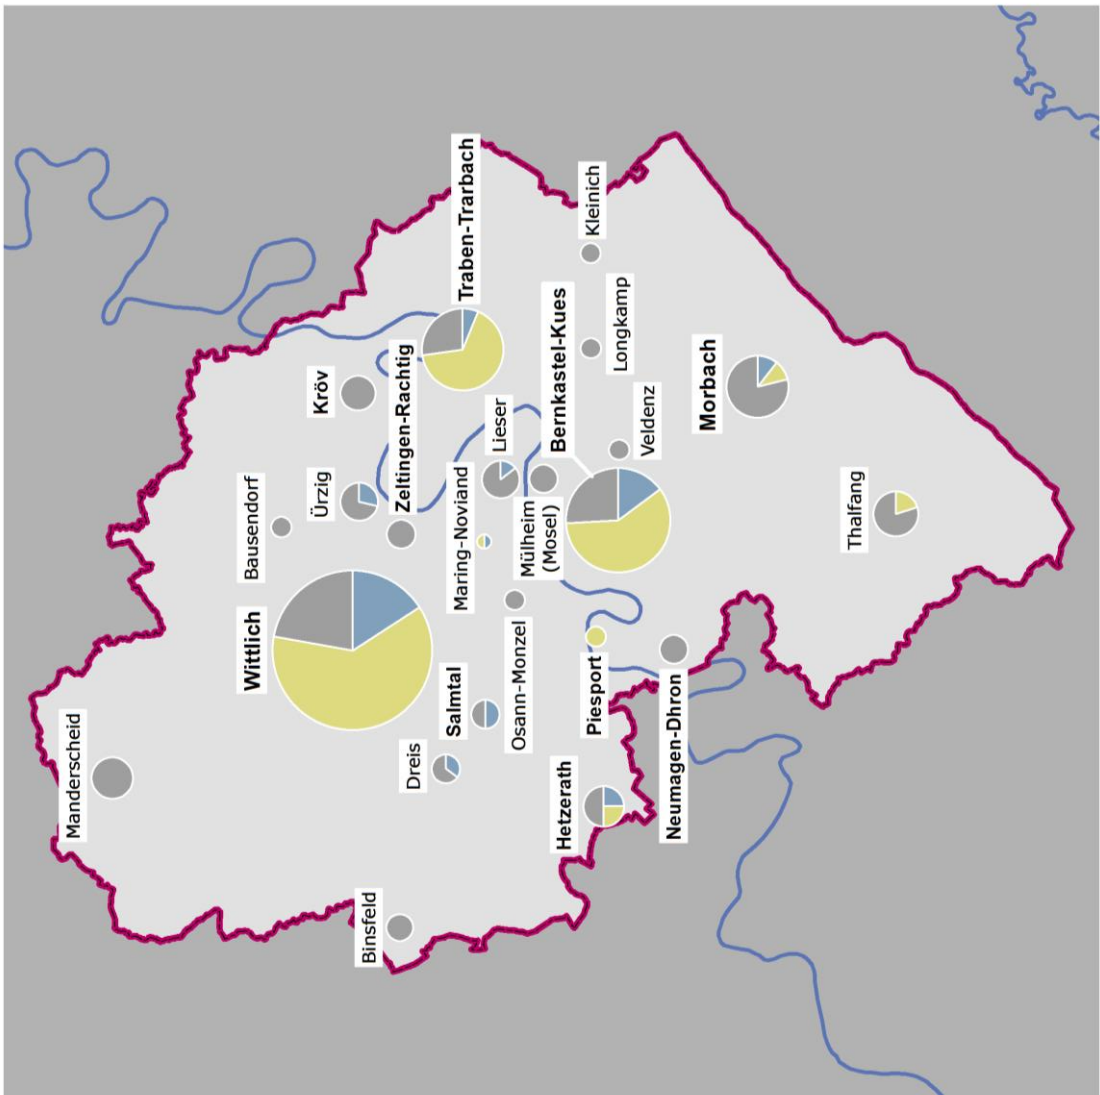 Manderscheid
Wittlich
Bausendorf
Ürzig
Kröv
Binsfeld
Zeltingen-Rachtig
Dreis
Salmtal
Maring-Noviand
Traben-Trarbach
Lieser
Osann-Monzel
Mülheim
(Mosel)
Bernkastel-Kues
Hetzerath
Piesport
Kleinich
Longkamp
Veldenz
Neumagen-Dhron
Morbach
Thalfang